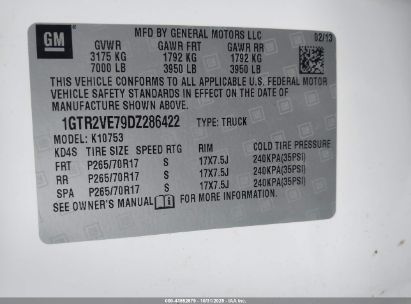 GM
MFD BY GENERAL MOTORS LLC
02/13
GVWR GAWR FRT GAWR RR
3175 KG 1792 KG 1792 KG
7000 LB 3950 LB 3950 LB
THIS VEHICLE CONFORMS TO ALL APPLICABLE U.S. FEDERAL MOTOR
VEHICLE SAFETY STANDARDS IN EFFECT ON THE DATE OF
MANUFACTURE SHOWN ABOVE.
1GTR2VE79DZ286422 TYPE: TRUCK
MODEL: K10753
KD4S TIRE SIZE SPEED RTG RIM COLD TIRE PRESSURE
FRT P265/70R17 S 17X7.5J 240KPA(35PSI)
RR P265/70R17 S 17X7.5J 240KPA(35PSI)
SPA P265/70R17 S 17X7.5J 240KPA(35PSI)
SEE OWNER'S MANUAL FOR MORE INFORMATION.